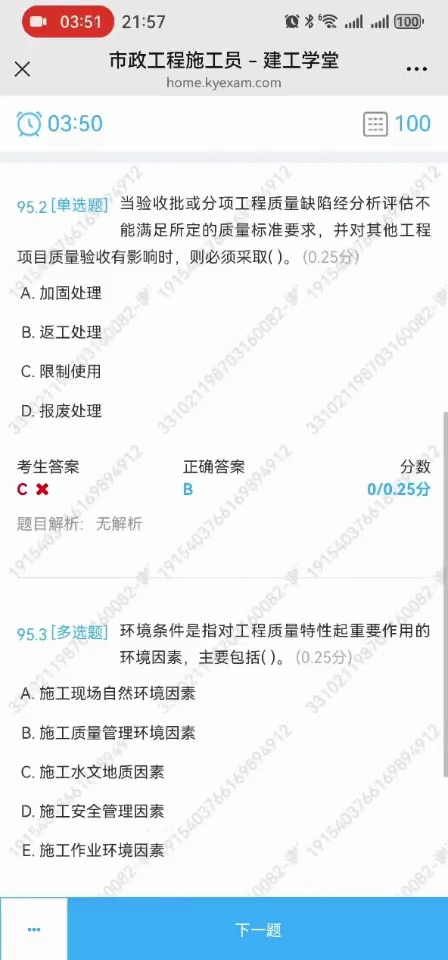 03:51 21:57 6 100
市政工程施工员 - 建工学堂
home.kyexam.com
03:50 100
95.2 [单选题] 当验收批或分项工程质量缺陷经分析评估不
能满足所定的质量标准要求，并对其他工程
项目质量验收有影响时，则必须采取( )。(0.25分)
A. 加固处理
B. 返工处理
C. 限制使用
D. 报废处理
考生答案 正确答案 分数
C ✖ B 0/0.25分
题目解析: 无解析
95.3 [多选题] 环境条件是指对工程质量特性起重要作用的
环境因素，主要包括( )。(0.25分)
A. 施工现场自然环境因素
B. 施工质量管理环境因素
C. 施工水文地质因素
D. 施工安全管理因素
E. 施工作业环境因素
... 下一题